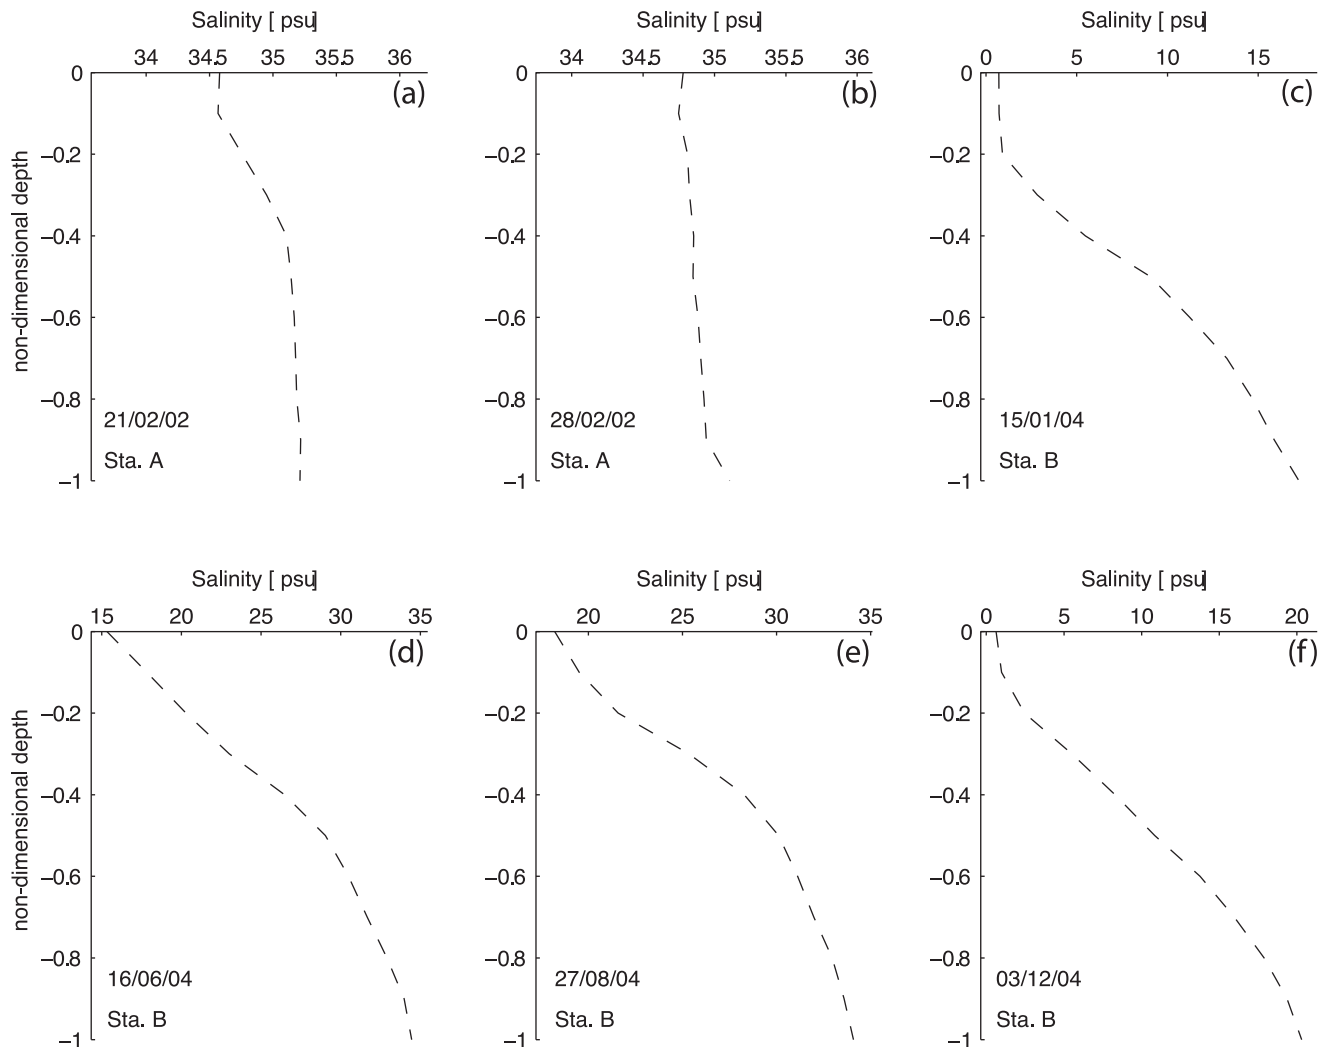 Salinity [ psu]
34 34.5 35 35.5 36
0
−0.2
−0.4
−0.6
−0.8
−1
non-dimensional depth
(a)
21/02/02
Sta. A
Salinity [ psu]
34 34.5 35 35.5 36
0
−0.2
−0.4
−0.6
−0.8
−1
(b)
28/02/02
Sta. A
Salinity [ psu]
0 5 10 15
0
−0.2
−0.4
−0.6
−0.8
−1
(c)
15/01/04
Sta. B
Salinity [ psu]
15 20 25 30 35
0
−0.2
−0.4
−0.6
−0.8
−1
non-dimensional depth
(d)
16/06/04
Sta. B
Salinity [ psu]
20 25 30 35
0
−0.2
−0.4
−0.6
−0.8
−1
(e)
27/08/04
Sta. B
Salinity [ psu]
0 5 10 15 20
0
−0.2
−0.4
−0.6
−0.8
−1
(f)
03/12/04
Sta. B